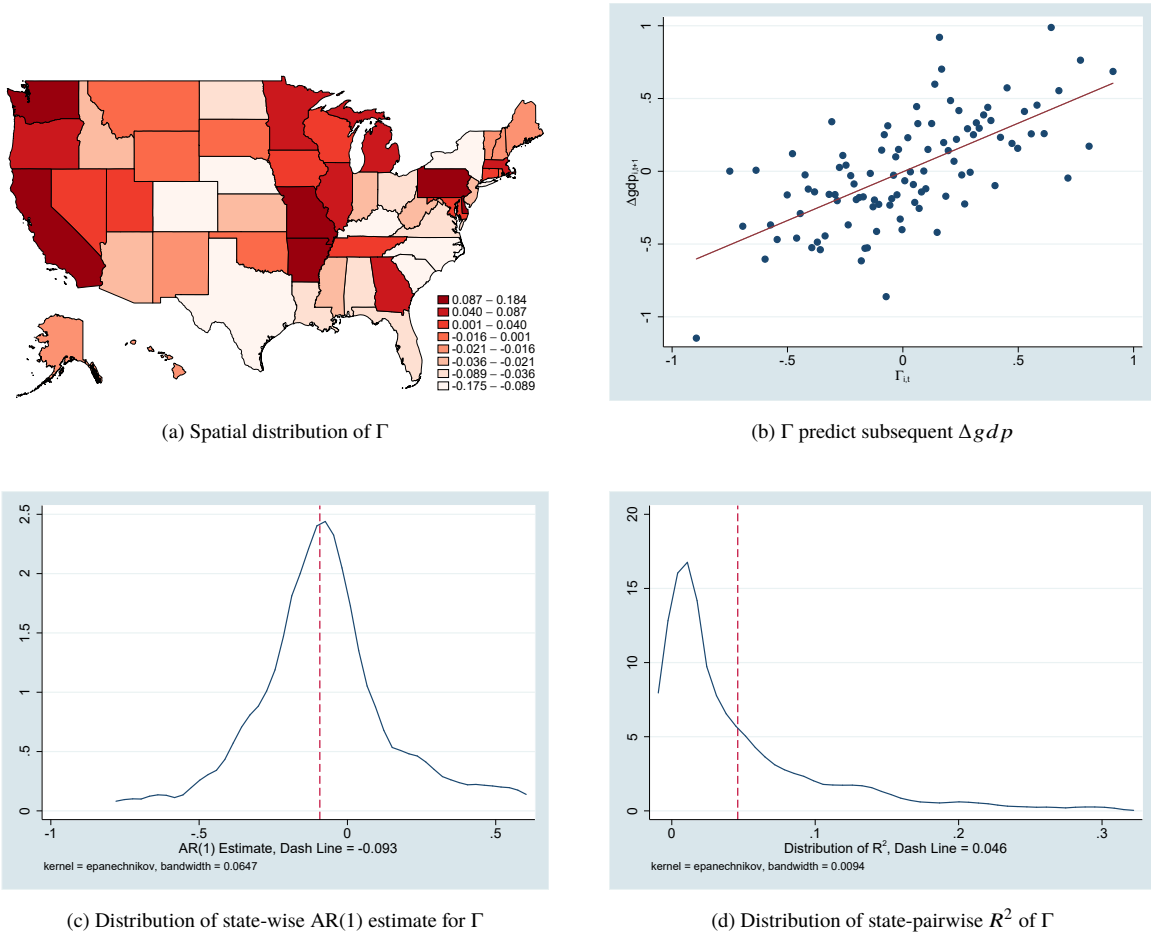 0.087 – 0.184
0.040 – 0.087
0.001 – 0.040
-0.016 – 0.001
-0.021 – -0.016
-0.036 – -0.021
-0.089 – -0.036
-0.175 – -0.089
(a) Spatial distribution of Γ
1
.5
0
-.5
-1
Δgdp_{i,t+1}
-1 -.5 0 .5 1
Γ_{i,t}
(b) Γ predict subsequent Δgdp
2.5
2
1.5
1
.5
0
-1 -.5 0 .5
AR(1) Estimate, Dash Line = -0.093
kernel = epanechnikov, bandwidth = 0.0647
(c) Distribution of state-wise AR(1) estimate for Γ
20
15
10
5
0
0 .1 .2 .3
Distribution of R², Dash Line = 0.046
kernel = epanechnikov, bandwidth = 0.0094
(d) Distribution of state-pairwise R² of Γ